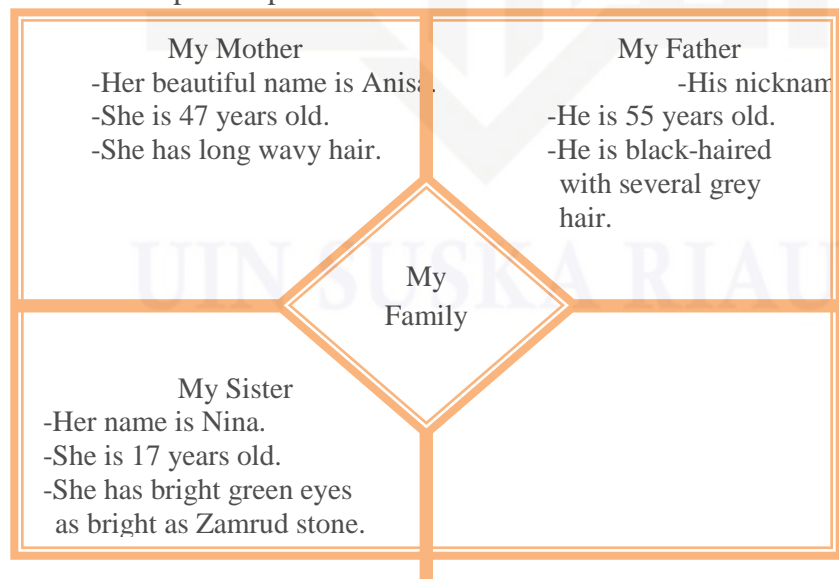 My Mother
-Her beautiful name is Anisa.
-She is 47 years old.
-She has long wavy hair.
My Father
-His nicknam
-He is 55 years old.
-He is black-haired
with several grey
hair.
My
Family
My Sister
-Her name is Nina.
-She is 17 years old.
-She has bright green eyes
as bright as Zamrud stone.
UIN SUSKA RIAU